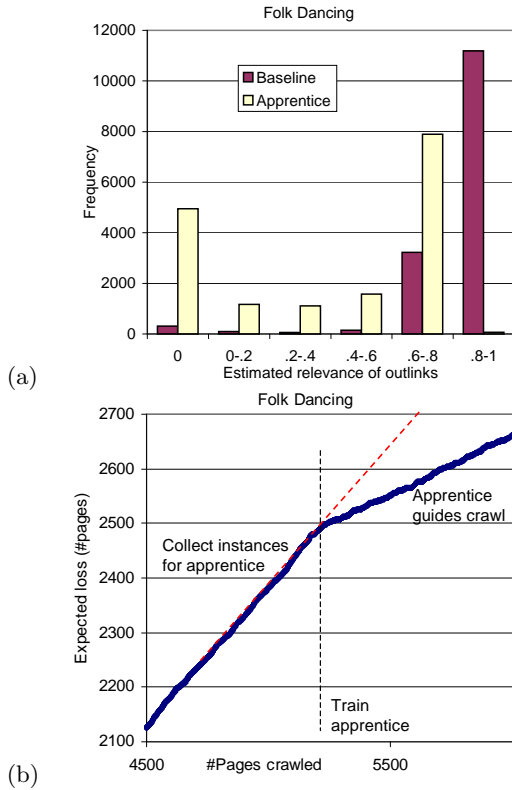 Folk Dancing
12000
10000
8000
6000
4000
2000
0
Frequency
Baseline
Apprentice
0 0-.2 .2-.4 .4-.6 .6-.8 .8-1
Estimated relevance of outlinks
(a)
Folk Dancing
2700
2600
2500
2400
2300
2200
2100
Expected loss (#pages)
Apprentice
guides crawl
Collect instances
for apprentice
Train
apprentice
4500 #Pages crawled 5500
(b)